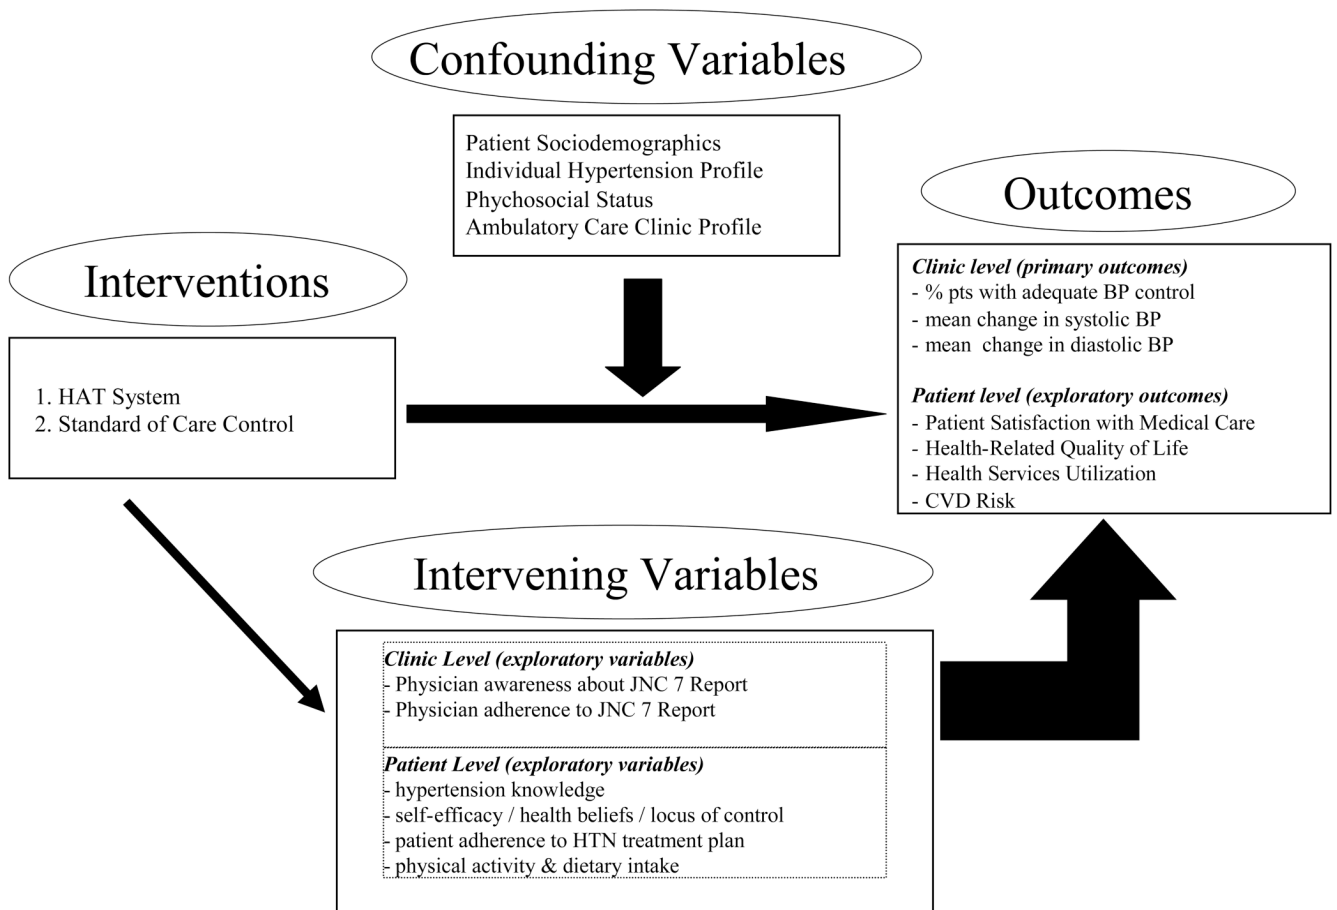 Confounding Variables
Patient Sociodemographics
Individual Hypertension Profile
Phychosocial Status
Ambulatory Care Clinic Profile
Outcomes
Clinic level (primary outcomes)
- % pts with adequate BP control
- mean change in systolic BP
- mean change in diastolic BP
Patient level (exploratory outcomes)
- Patient Satisfaction with Medical Care
- Health-Related Quality of Life
- Health Services Utilization
- CVD Risk
Interventions
1. HAT System
2. Standard of Care Control
Intervening Variables
Clinic Level (exploratory variables)
- Physician awareness about JNC 7 Report
- Physician adherence to JNC 7 Report
Patient Level (exploratory variables)
- hypertension knowledge
- self-efficacy / health beliefs / locus of control
- patient adherence to HTN treatment plan
- physical activity & dietary intake